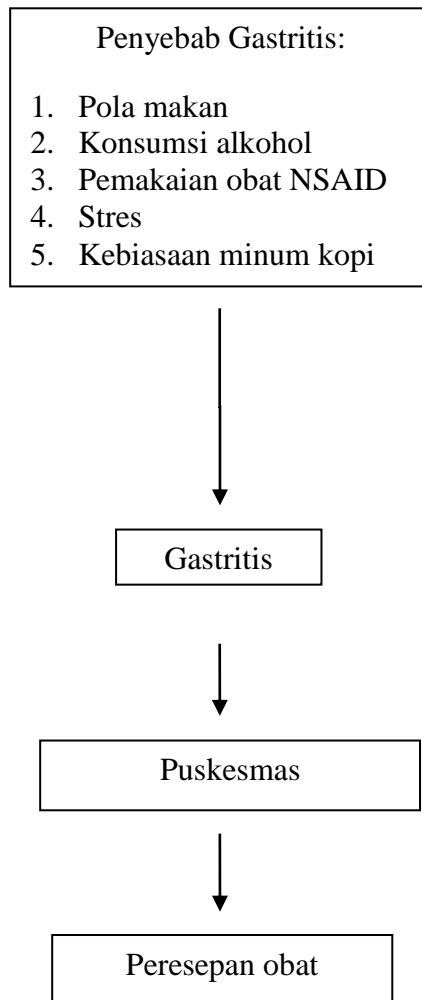 Penyebab Gastritis:
1. Pola makan
2. Konsumsi alkohol
3. Pemakaian obat NSAID
4. Stres
5. Kebiasaan minum kopi
Gastritis
Puskesmas
Peresepan obat